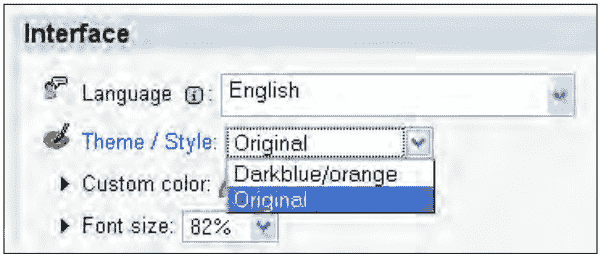 Interface
Language i : English
Theme / Style: Original
Darkblue/orange
Custom color:
Original
Font size: 82%